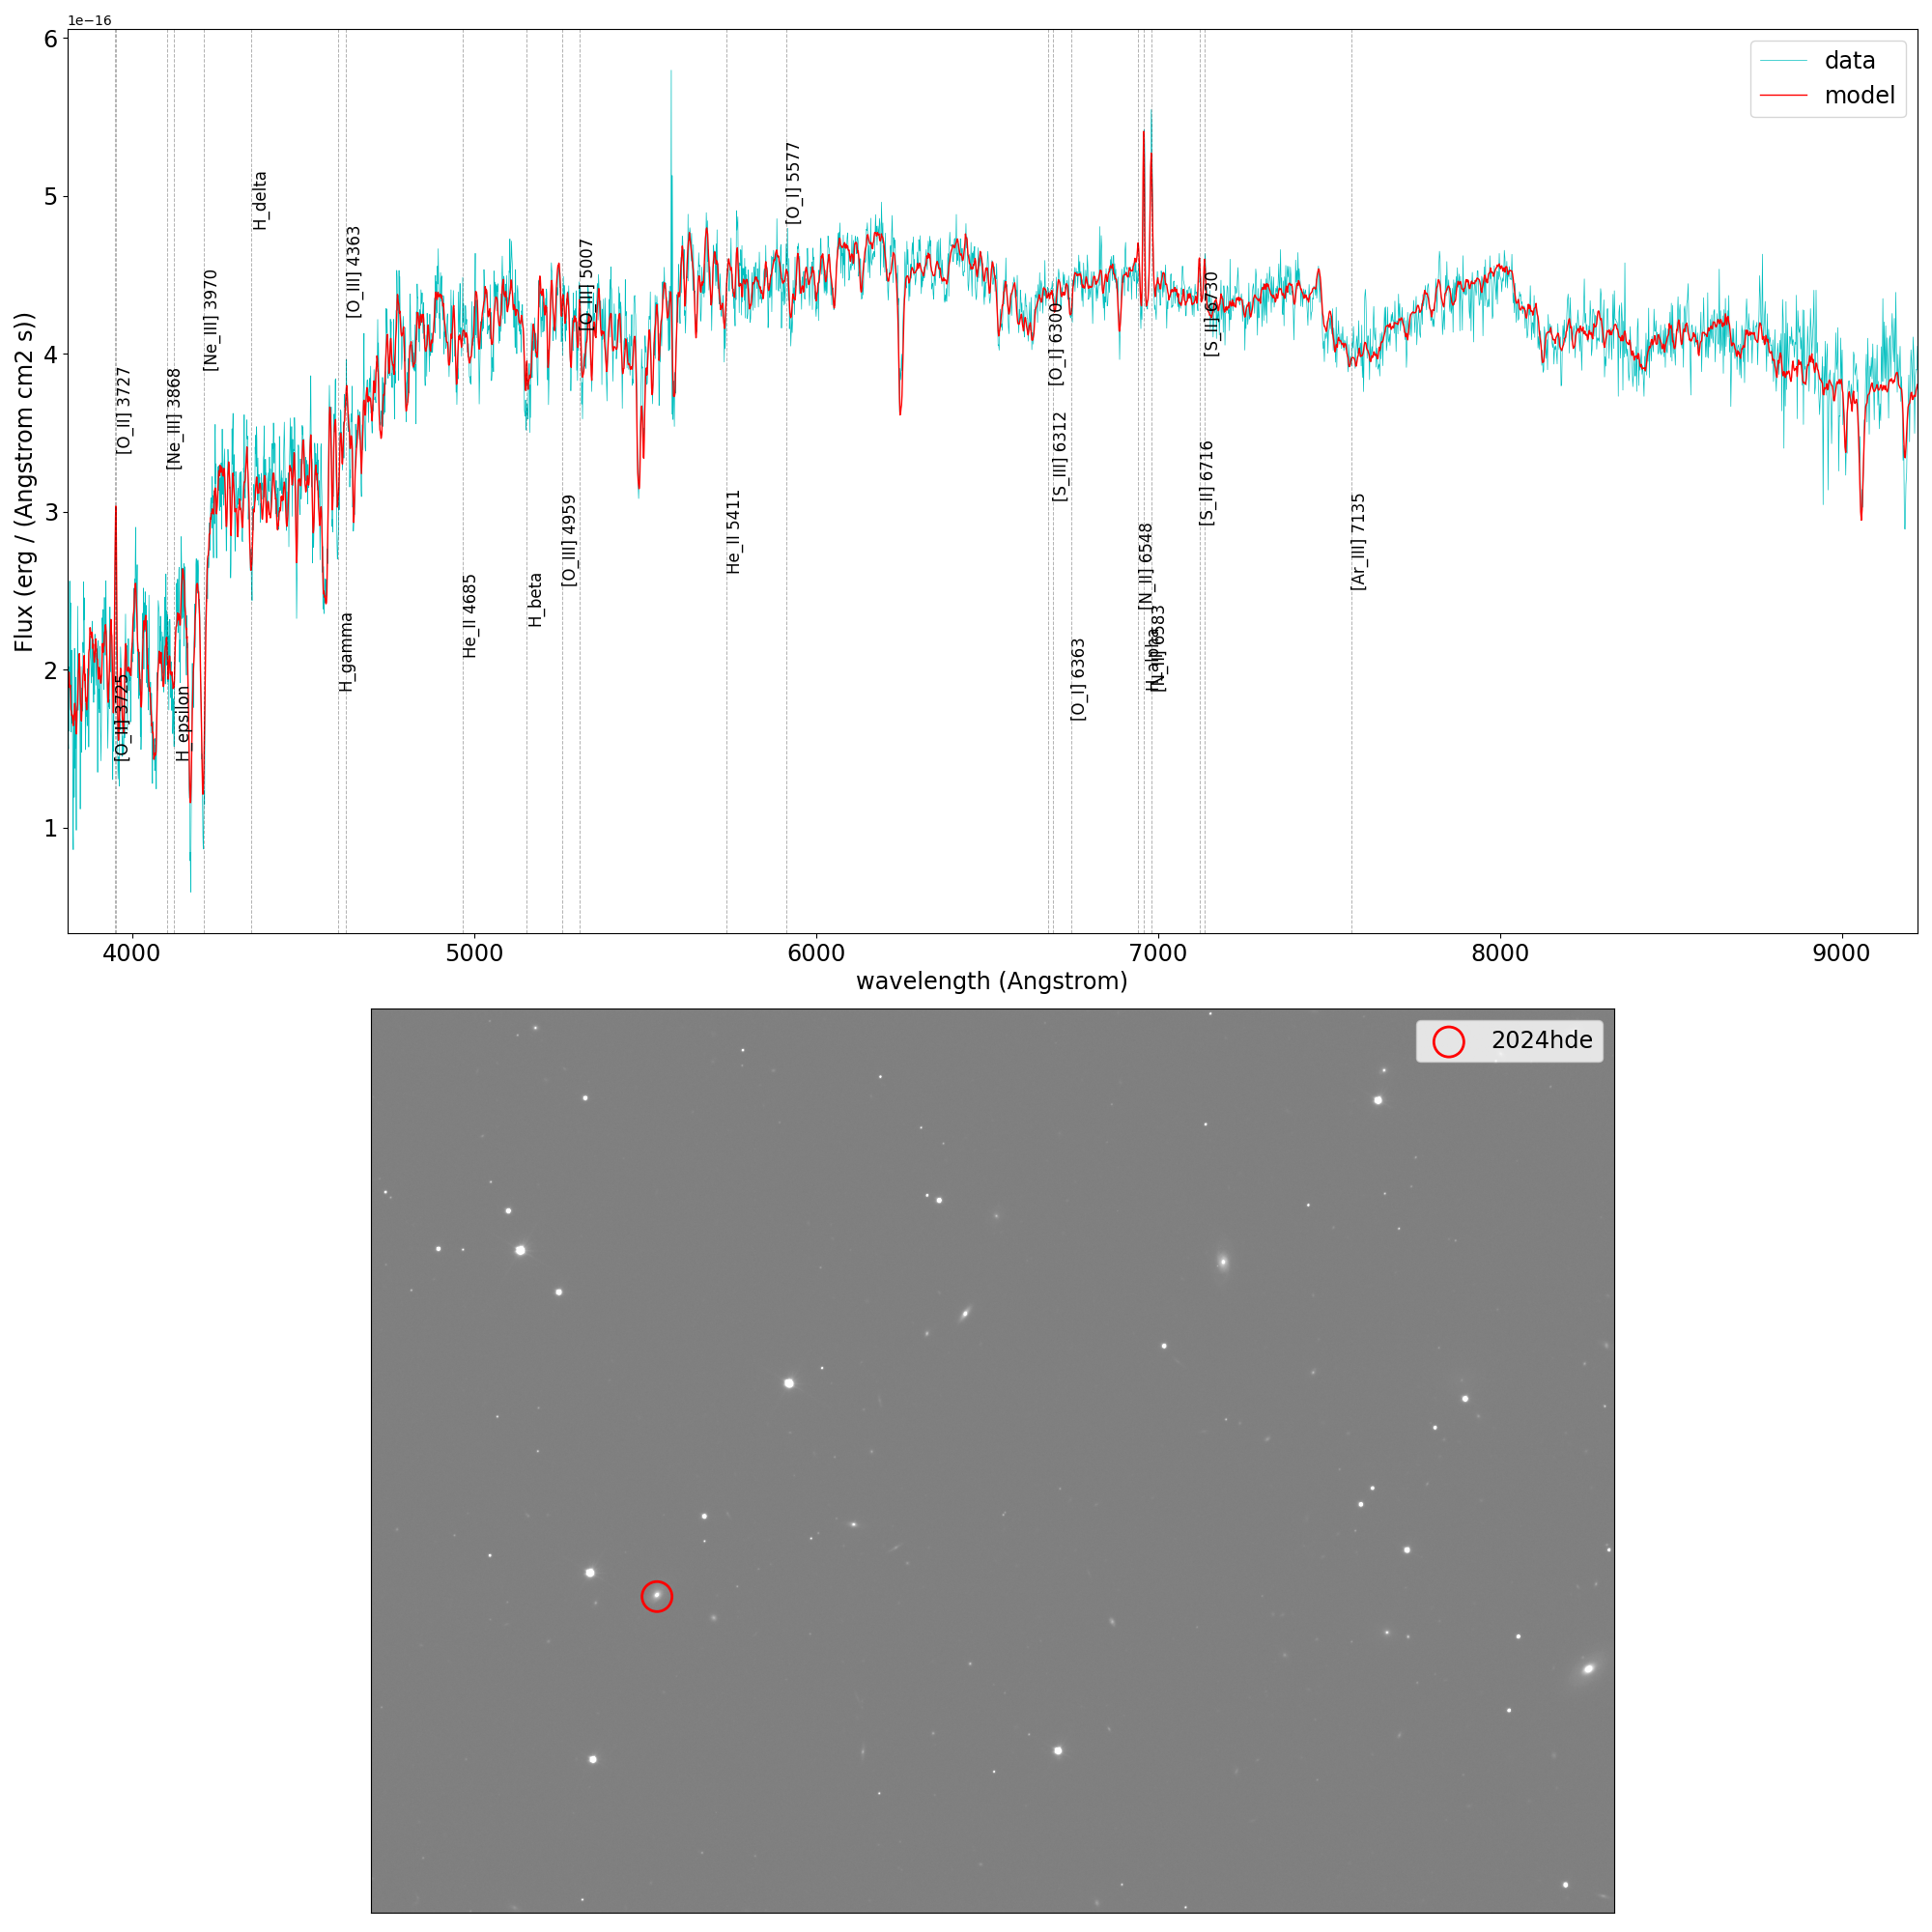 1e−16
6
5
4
3
2
1
Flux (erg / (Angstrom cm2 s))
data
model
[O_II] 3725
[O_II] 3727
[Ne_III] 3868
H_epsilon
[Ne_III] 3970
H_delta
H_gamma
[O_III] 4363
He_II 4685
H_beta
[O_III] 4959
[O_III] 5007
He_II 5411
[O_I] 5577
[O_I] 6300
[S_III] 6312
[O_I] 6363
[N_II] 6548
H_alpha
[N_II] 6583
[S_II] 6716
[S_II] 6730
[Ar_III] 7135
4000 5000 6000 7000 8000 9000
wavelength (Angstrom)
2024hde